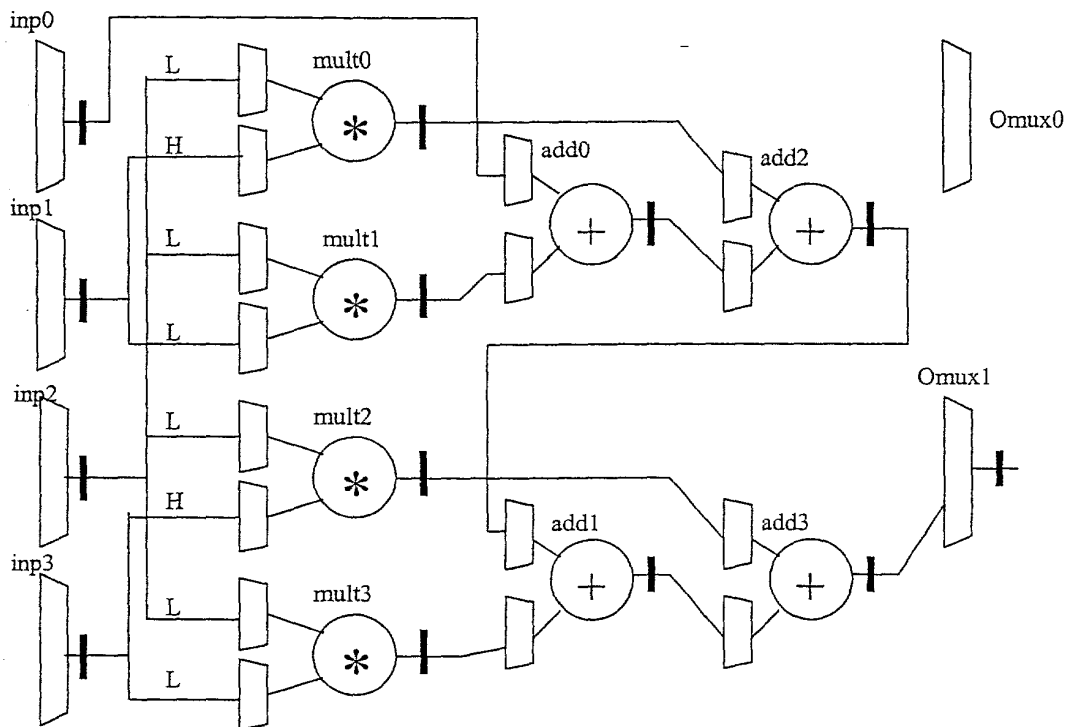 inp0
L
mult0
*
H
add0
add2
+
+
Omux0
inp1
L
mult1
*
L
inp2
L
mult2
*
H
add1
add3
+
+
Omux1
inp3
L
mult3
*
L